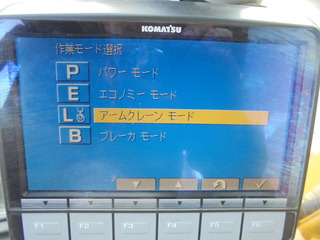 KOMATSU
作業モード選択
P パワー モード
E エコノミー モード
L アームクレーン モード
B ブレーカ モード
F1 F2 F3 F4 F5 F6